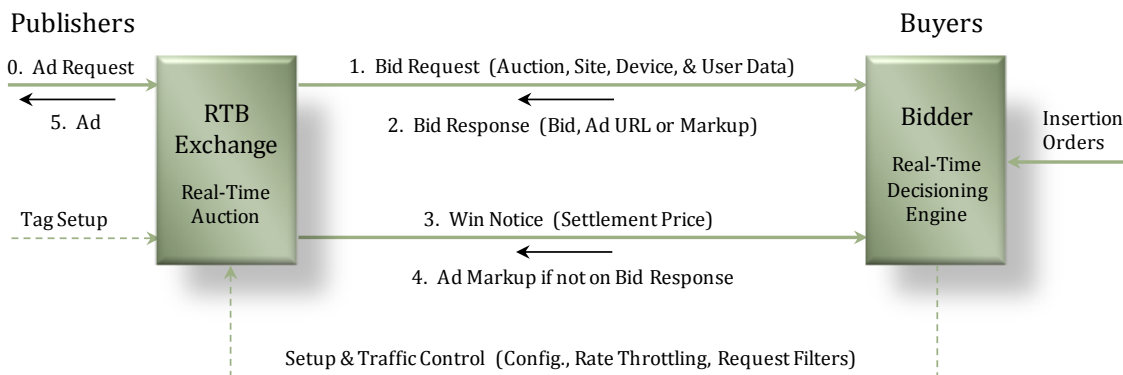 Publishers
Buyers
0. Ad Request
5. Ad
Tag Setup
RTB
Exchange
Real-Time
Auction
1. Bid Request (Auction, Site, Device, & User Data)
2. Bid Response (Bid, Ad URL or Markup)
3. Win Notice (Settlement Price)
4. Ad Markup if not on Bid Response
Bidder
Real-Time
Decisioning
Engine
Insertion
Orders
Setup & Traffic Control (Config., Rate Throttling, Request Filters)